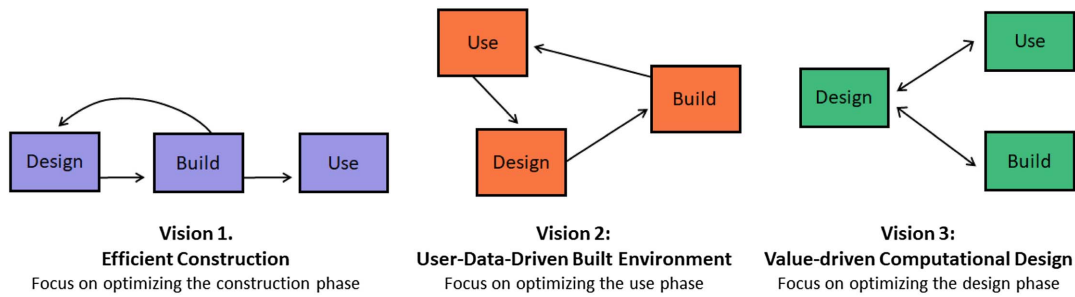 Design
Build
Use
Vision 1.
Efficient Construction
Focus on optimizing the construction phase
Use
Build
Design
Vision 2:
User-Data-Driven Built Environment
Focus on optimizing the use phase
Use
Design
Build
Vision 3:
Value-driven Computational Design
Focus on optimizing the design phase